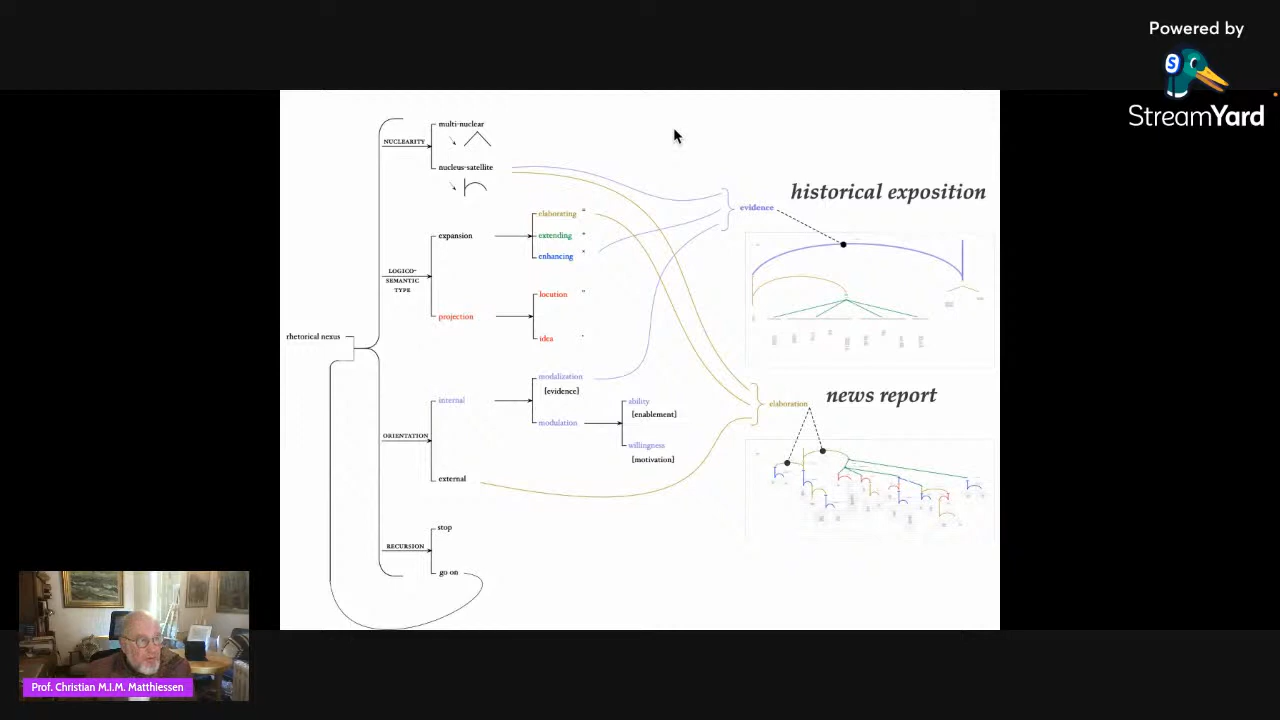 Powered by
StreamYard
multi-nuclear
NUCLEARITY
nucleus-satellite
elaborating
expansion
extending
enhancing
LOGICO-
SEMANTIC
TYPE
locution
projection
idea
rhetorical nexus
modalization
[evidence]
internal
ability
[enablement]
modulation
willingness
[motivation]
ORIENTATION
external
stop
RECURSION
go on
evidence
historical exposition
elaboration
news report
Prof. Christian M.I.M. Matthiessen